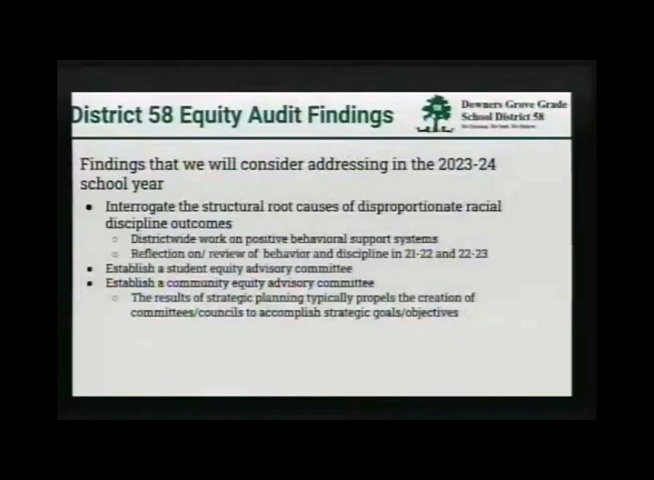 District 58 Equity Audit Findings
Downers Grove Grade
School District 58
Findings that we will consider addressing in the 2023-24
school year
● Interrogate the structural root causes of disproportionate racial
discipline outcomes
○ Districtwide work on positive behavioral support systems
○ Reflection on/ review of behavior and discipline in 21-22 and 22-23
● Establish a student equity advisory committee
● Establish a community equity advisory committee
○ The results of strategic planning typically propels the creation of
committees/councils to accomplish strategic goals/objectives